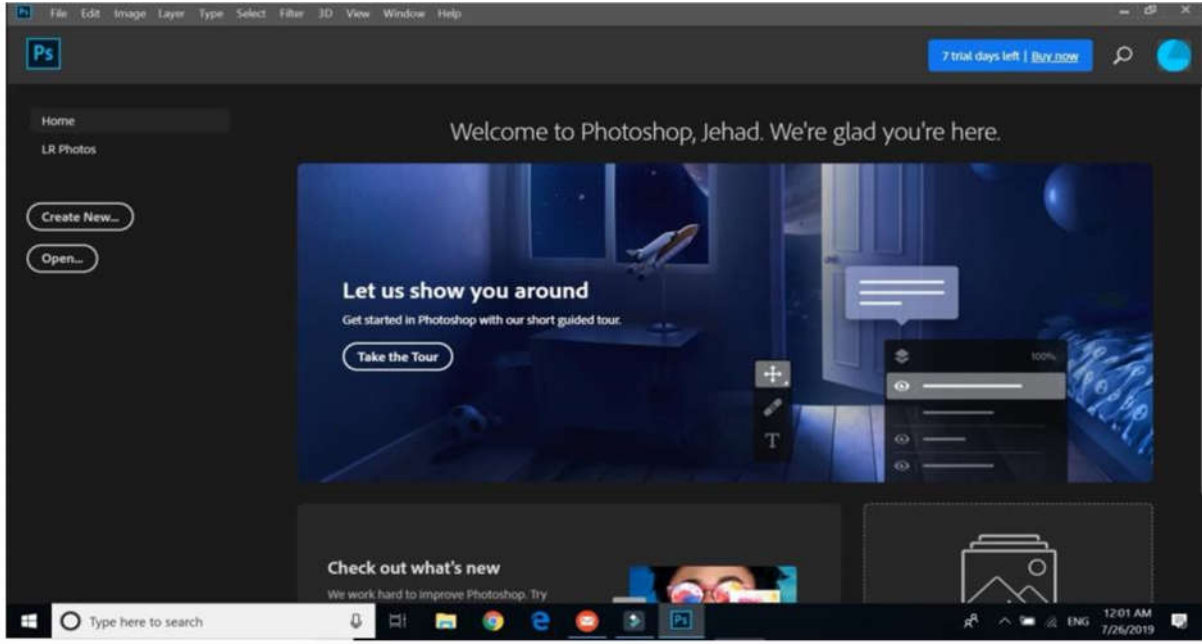 Ps File Edit Image Layer Type Select Filter 3D View Window Help
Ps
7 trial days left | Buy now
Home
LR Photos
Create New...
Open...
Welcome to Photoshop, Jehad. We're glad you're here.
Let us show you around
Get started in Photoshop with our short guided tour.
Take the Tour
100%
T
Check out what's new
We work hard to improve Photoshop. Try
Type here to search
Ps
ENG
12:01 AM
7/26/2019